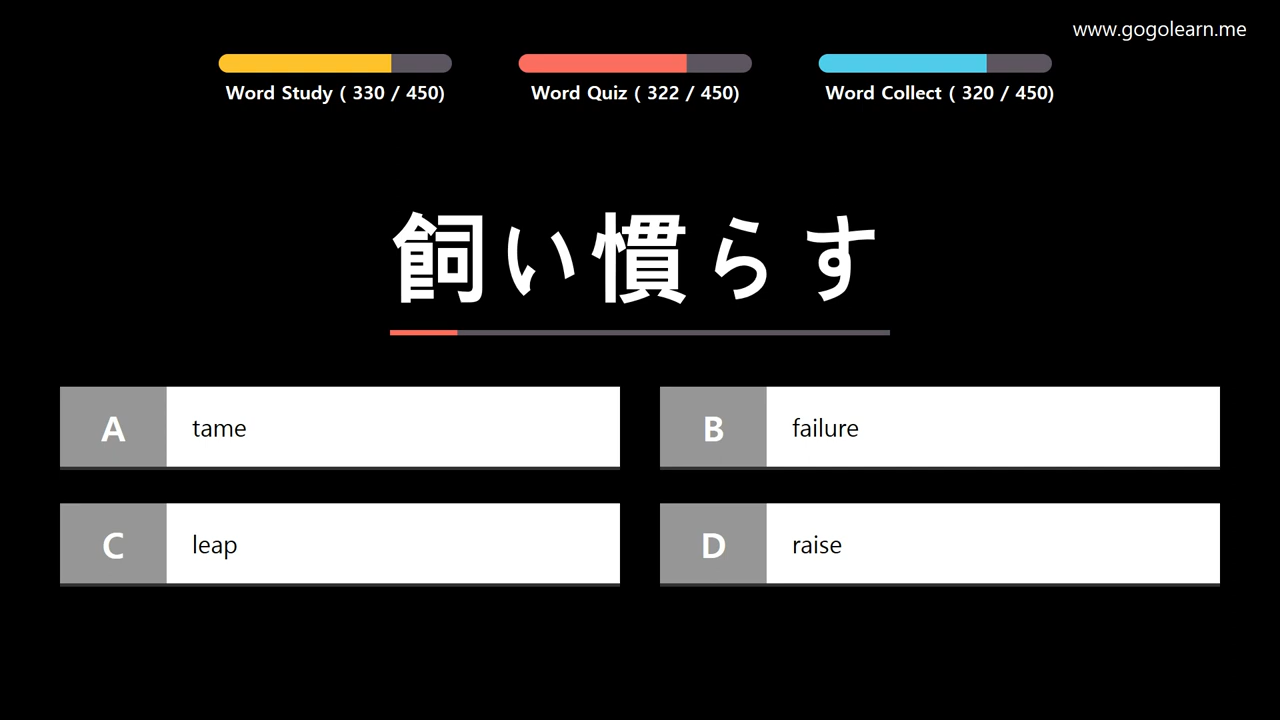 www.gogolearn.me
Word Study ( 330 / 450)
Word Quiz ( 322 / 450)
Word Collect ( 320 / 450)
飼い慣らす
A tame
B failure
C leap
D raise